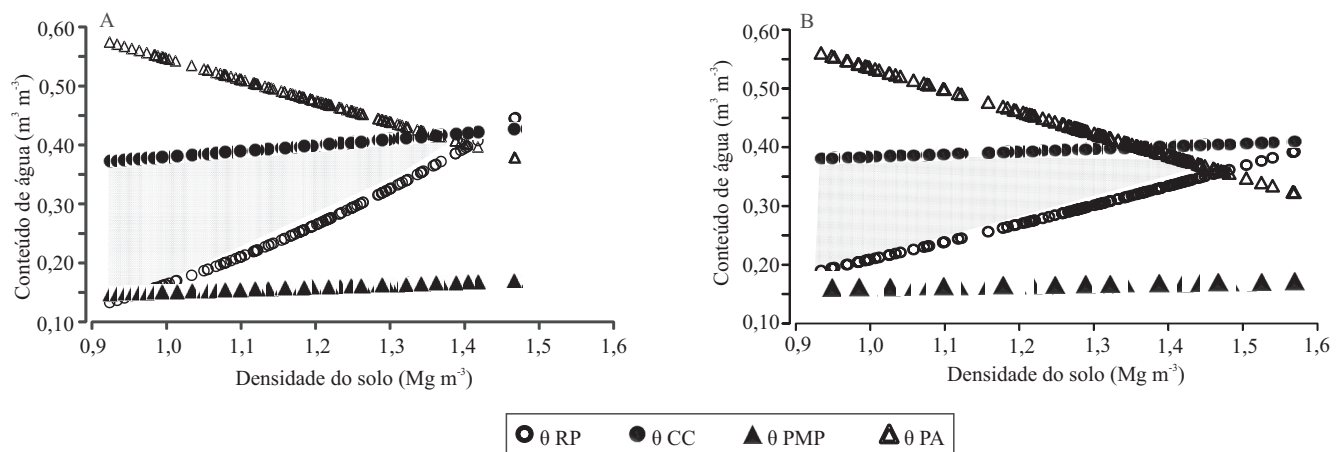 A
Conteúdo de água (m³ m⁻³)
0,60
0,50
0,40
0,30
0,20
0,10
0,9 1,0 1,1 1,2 1,3 1,4 1,5 1,6
Densidade do solo (Mg m⁻³)
B
Conteúdo de água (m³ m⁻³)
0,60
0,50
0,40
0,30
0,20
0,10
0,9 1,0 1,1 1,2 1,3 1,4 1,5 1,6
Densidade do solo (Mg m⁻³)
θ RP θ CC θ PMP θ PA